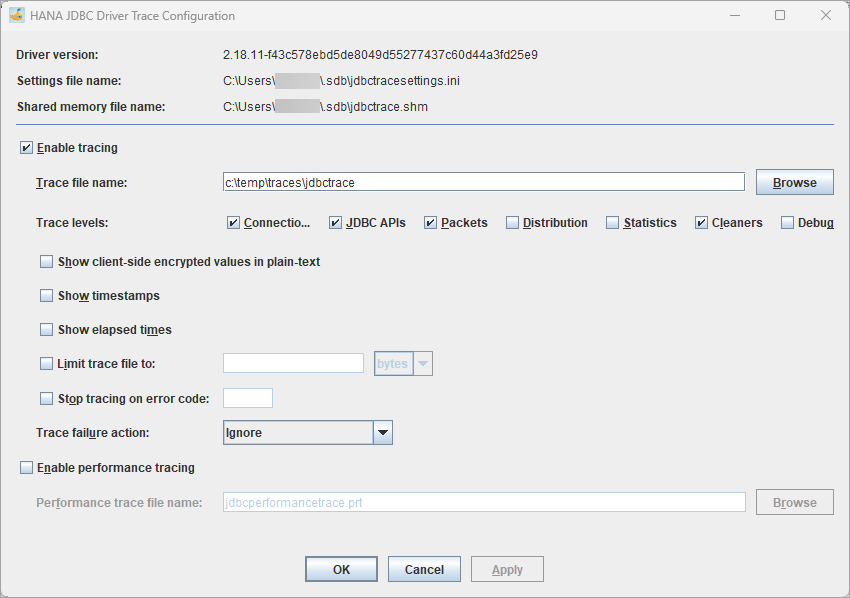 HANA JDBC Driver Trace Configuration
Driver version: 2.18.11-f43c578ebd5de8049d55277437c60d44a3fd25e9
Settings file name: C:\Users\ \.sdb\jdbctracesettings.ini
Shared memory file name: C:\Users\ \.sdb\jdbctrace.shm
Enable tracing
Trace file name: c:\temp\traces\jdbctrace Browse
Trace levels: Connectio... JDBC APIs Packets Distribution Statistics Cleaners Debug
Show client-side encrypted values in plain-text
Show timestamps
Show elapsed times
Limit trace file to: bytes
Stop tracing on error code:
Trace failure action: Ignore
Enable performance tracing
Performance trace file name: jdbcperformancetrace.prt Browse
OK Cancel Apply